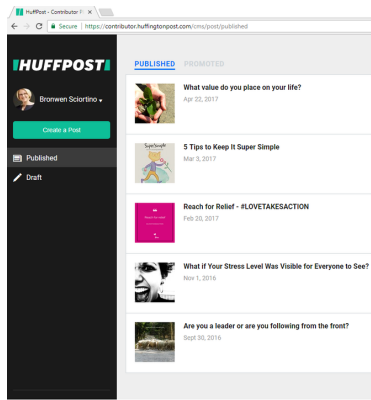 HuffPost - Contributor F
Secure | https://contributor.huffingtonpost.com/cms/post/published
HUFFPOST
Bronwen Sciortino
Create a Post
Published
Draft
PUBLISHED PROMOTED
What value do you place on your life?
Apr 22, 2017
SuperSimple
5 Tips to Keep It Super Simple
Mar 3, 2017
Reach for Relief - #LOVETAKESACTION
Feb 20, 2017
What if Your Stress Level Was Visible for Everyone to See?
Nov 1, 2016
Are you a leader or are you following from the front?
Sept 30, 2016